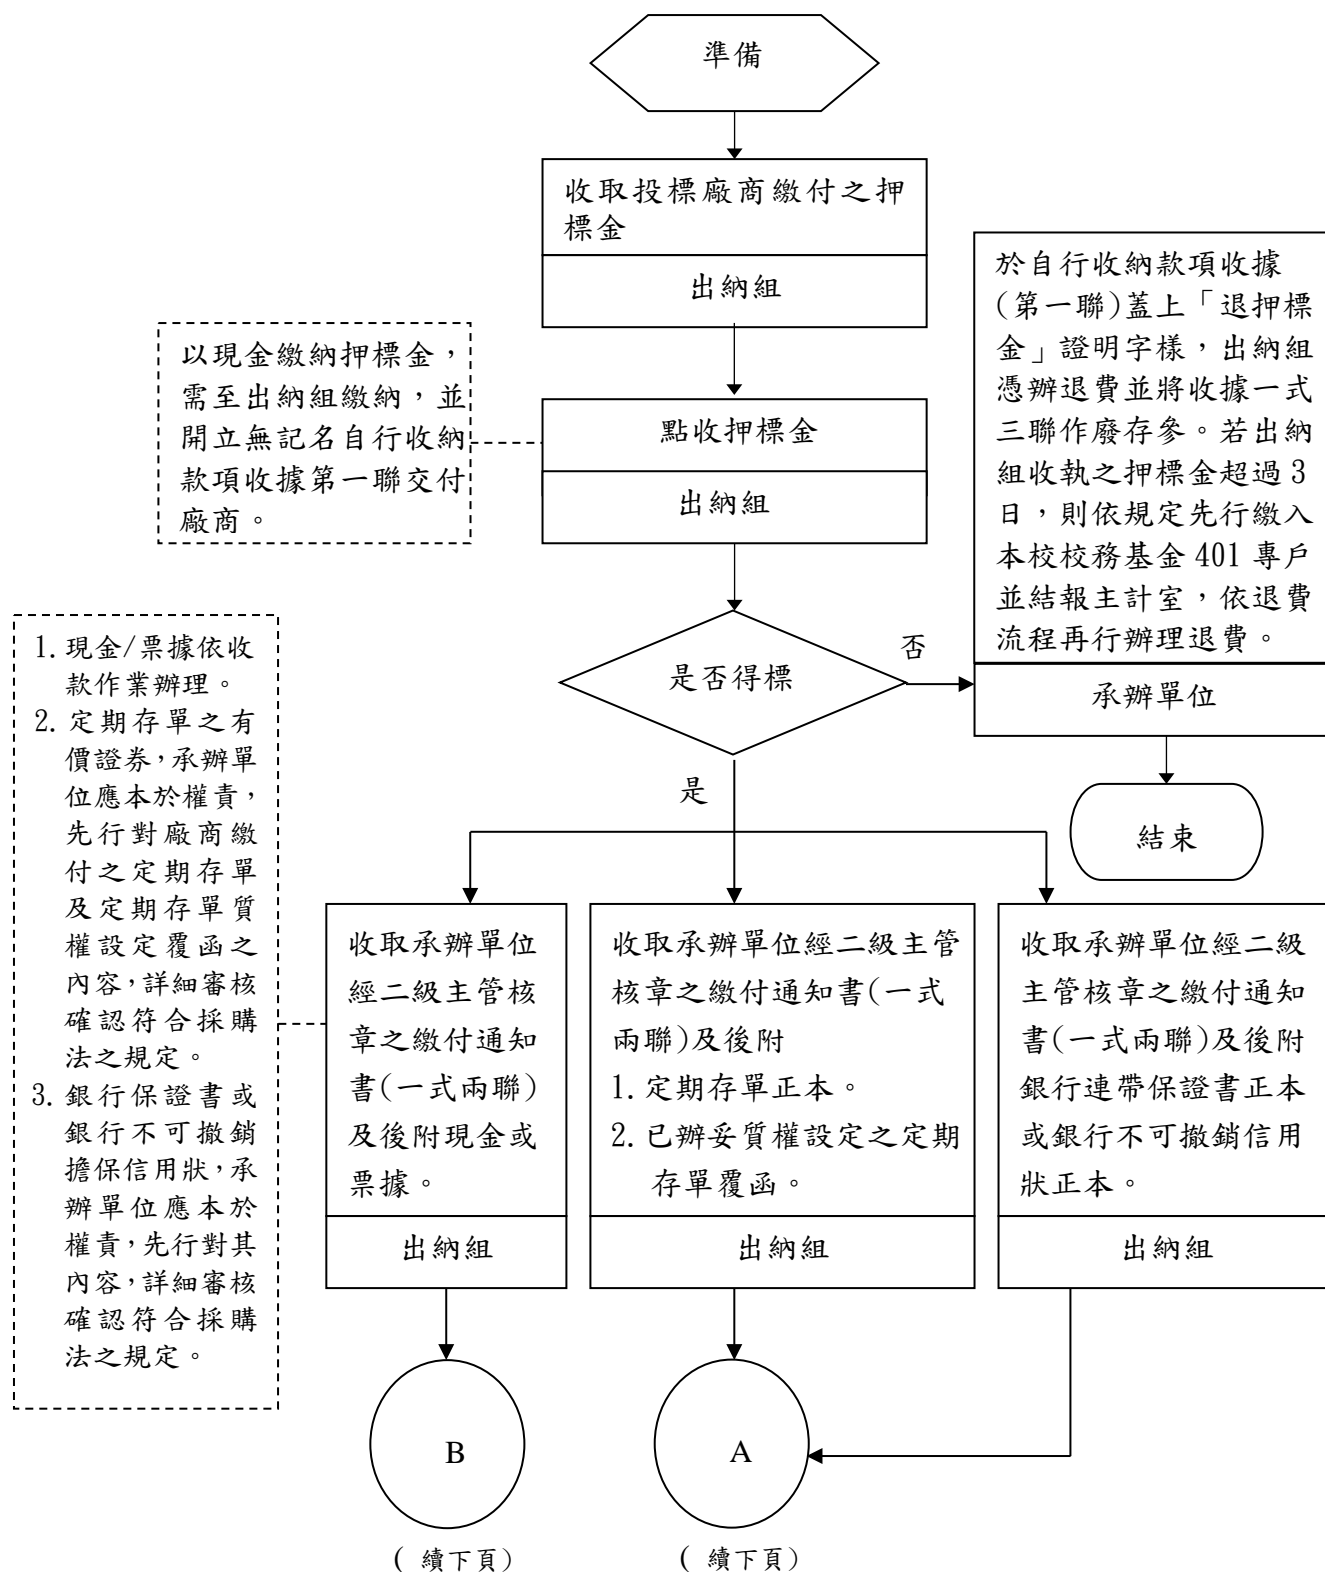 準備
收取投標廠商繳付之押
標金
出納組
以現金繳納押標金，
需至出納組繳納，並
開立無記名自行收納
款項收據第一聯交付
廠商。
點收押標金
出納組
於自行收納款項收據
(第一聯)蓋上「退押標
金」證明字樣，出納組
憑辦退費並將收據一式
三聯作廢存參。若出納
組收執之押標金超過 3
日，則依規定先行繳入
本校校務基金 401 專戶
並結報主計室，依退費
流程再行辦理退費。
承辦單位
結束
是否得標
否
是
1. 現金/票據依收
款作業辦理。
2. 定期存單之有
價證券，承辦單
位應本於權責，
先行對廠商繳
付之定期存單
及定期存單質
權設定覆函之
內容，詳細審核
確認符合採購
法之規定。
3. 銀行保證書或
銀行不可撤銷
擔保信用狀，承
辦單位應本於
權責，先行對其
內容，詳細審核
確認符合採購
法之規定。
收取承辦單位
經二級主管核
章之繳付通知
書(一式兩聯)
及後附現金或
票據。
出納組
收取承辦單位經二級主管
核章之繳付通知書(一式
兩聯)及後附
1. 定期存單正本。
2. 已辦妥質權設定之定期
存單覆函。
出納組
收取承辦單位經二級
主管核章之繳付通知
書(一式兩聯)及後附
銀行連帶保證書正本
或銀行不可撤銷信用
狀正本。
出納組
B
A
( 續下頁)
( 續下頁)